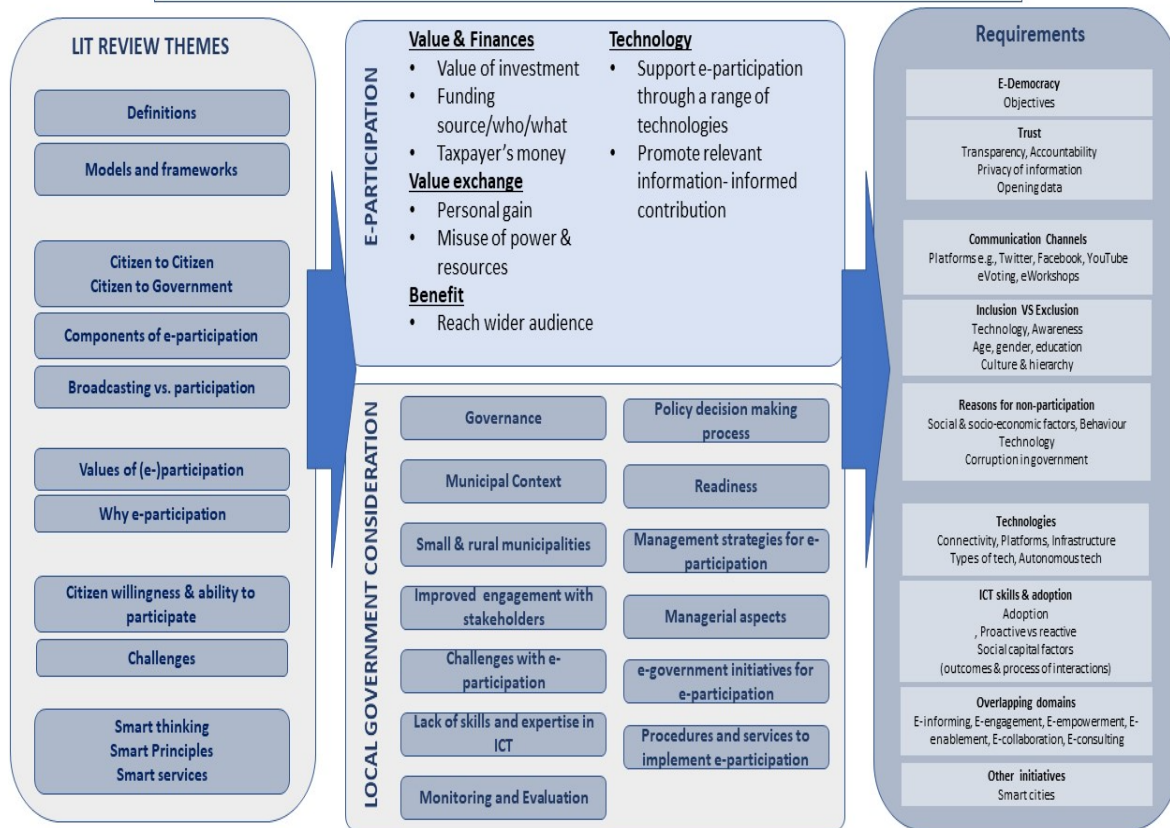 LIT REVIEW THEMES
Definitions
Models and frameworks
Citizen to Citizen
Citizen to Government
Components of e-participation
Broadcasting vs. participation
Values of (e-)participation
Why e-participation
Citizen willingness & ability to
participate
Challenges
Smart thinking
Smart Principles
Smart services
E-PARTICIPATION
Value & Finances
• Value of investment
• Funding
source/who/what
• Taxpayer's money
Value exchange
• Personal gain
• Misuse of power &
resources
Benefit
• Reach wider audience
Technology
• Support e-participation
through a range of
technologies
• Promote relevant
information- informed
contribution
LOCAL GOVERNMENT CONSIDERATION
Governance
Municipal Context
Small & rural municipalities
Improved engagement with
stakeholders
Challenges with e-
participation
Lack of skills and expertise in
ICT
Monitoring and Evaluation
Policy decision making
process
Readiness
Management strategies for e-
participation
Managerial aspects
e-government initiatives for
e-participation
Procedures and services to
implement e-participation
Requirements
E-Democracy
Objectives
Trust
Transparency, Accountability
Privacy of information
Opening data
Communication Channels
Platforms e.g., Twitter, Facebook, YouTube
eVoting, eWorkshops
Inclusion VS Exclusion
Technology, Awareness
Age, gender, education
Culture & hierarchy
Reasons for non-participation
Social & socio-economic factors, Behaviour
Technology
Corruption in government
Technologies
Connectivity, Platforms, Infrastructure
Types of tech, Autonomous tech
ICT skills & adoption
Adoption
, Proactive vs reactive
Social capital factors
(outcomes & process of interactions)
Overlapping domains
E-informing, E-engagement, E-empowerment, E-
enablement, E-collaboration, E-consulting
Other initiatives
Smart cities